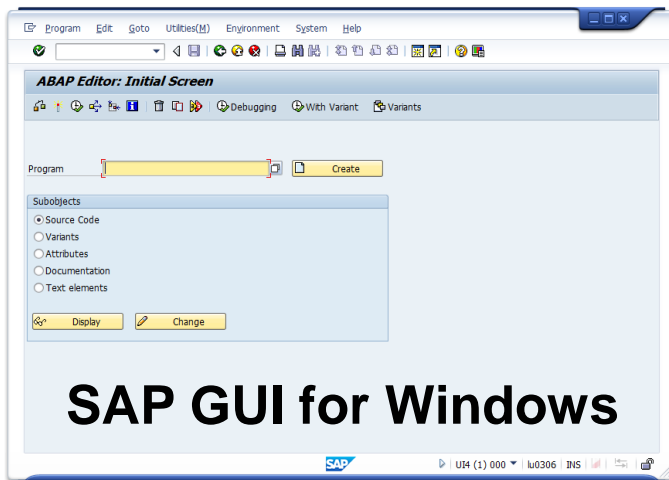 Program Edit Goto Utilities(M) Environment System Help
ABAP Editor: Initial Screen
Debugging With Variant Variants
Program Create
Subobjects
Source Code
Variants
Attributes
Documentation
Text elements
Display Change
SAP GUI for Windows
SAP UI4 (1) 000 lu0306 INS